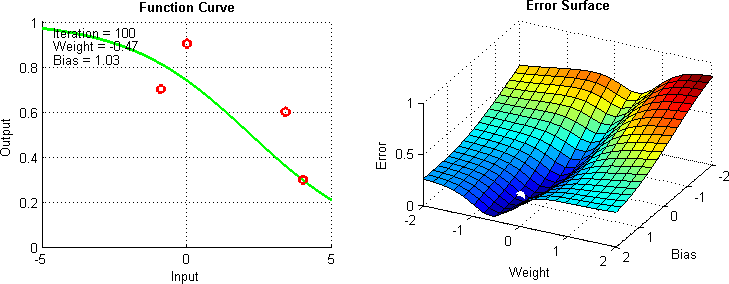 Function Curve
Iteration = 100
Weight = -0.47
Bias = 1.03
1
0.8
0.6
0.4
0.2
0
-5
0
5
Output
Input
Error Surface
1
0.5
0
Error
-2
-1
0
1
2
Weight
2
1
0
-1
-2
Bias